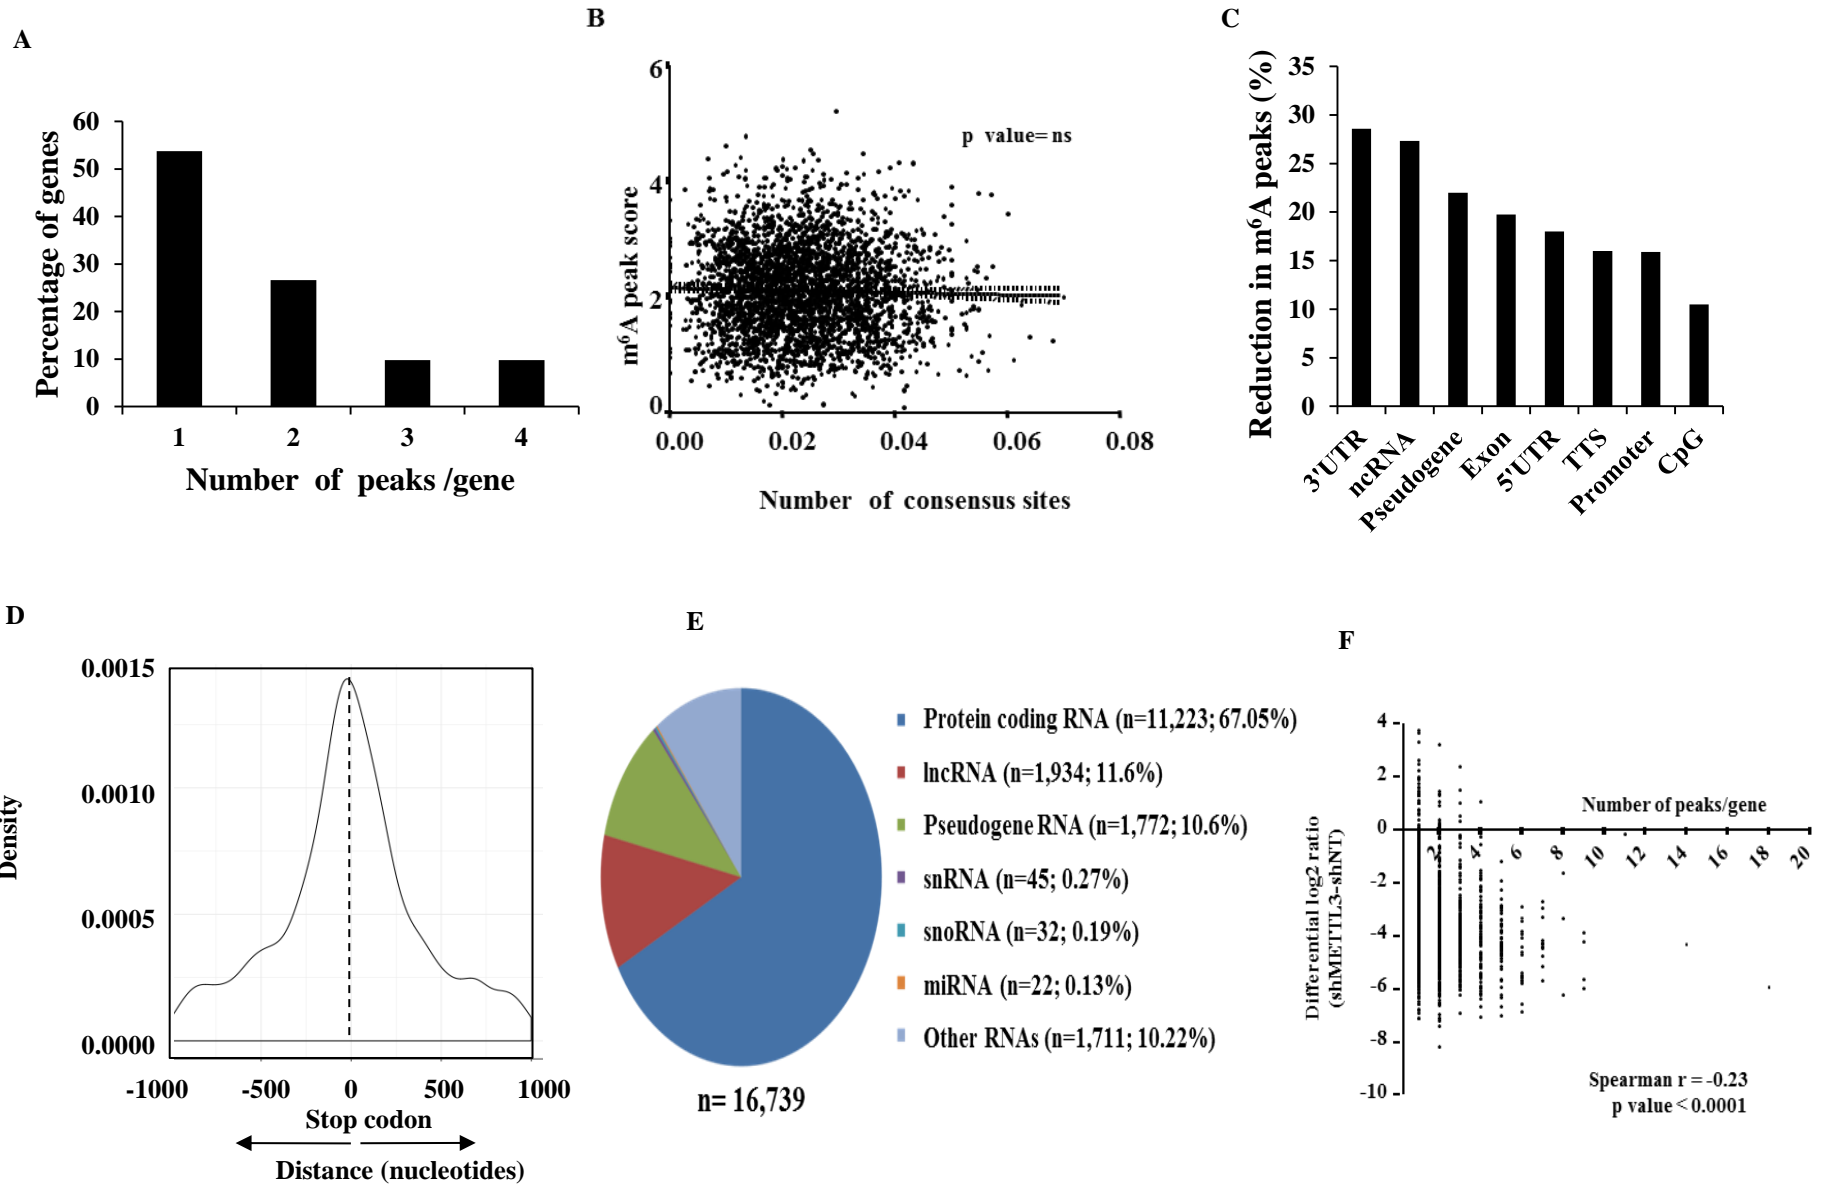 A
Percentage of genes
60
50
40
30
20
10
0
1 2 3 4
Number of peaks /gene
B
m⁶A peak score
6
4
2
0
p value= ns
0.00 0.02 0.04 0.06 0.08
Number of consensus sites
C
Reduction in m⁶A peaks (%)
35
30
25
20
15
10
5
0
3'UTR
ncRNA
Pseudogene
Exon
5'UTR
TTS
Promoter
CpG
D
Density
0.0015
0.0010
0.0005
0.0000
-1000 -500 0 500 1000
Stop codon
Distance (nucleotides)
E
Protein coding RNA (n=11,223; 67.05%)
lncRNA (n=1,934; 11.6%)
Pseudogene RNA (n=1,772; 10.6%)
snRNA (n=45; 0.27%)
snoRNA (n=32; 0.19%)
miRNA (n=22; 0.13%)
Other RNAs (n=1,711; 10.22%)
n= 16,739
F
Differential log2 ratio
(shMETTL3-shNT)
4
2
0
-2
-4
-6
-8
-10
Number of peaks/gene
2 4 6 8 10 12 14 16 18 20
Spearman r = -0.23
p value < 0.0001